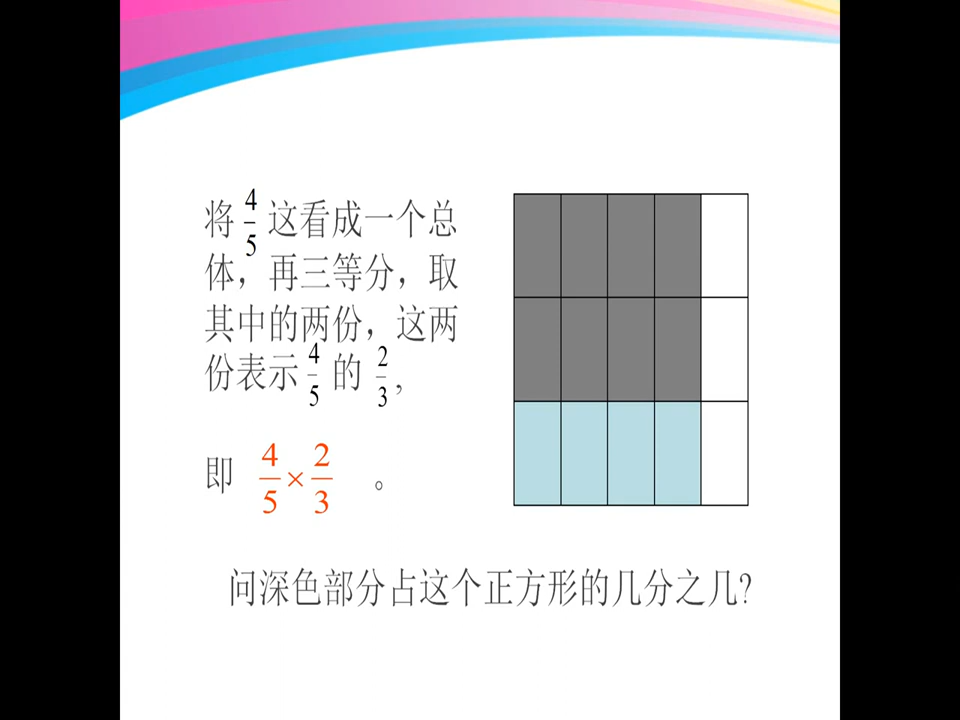 将 4/5 这看成一个总
体，再三等分，取
其中的两份，这两
份表示 4/5 的 2/3，
即 4/5 × 2/3 。
问深色部分占这个正方形的几分之几?